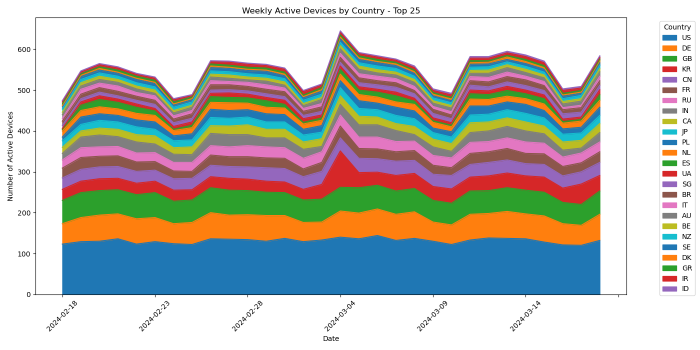 Weekly Active Devices by Country - Top 25
Number of Active Devices
600
500
400
300
200
100
0
2024-02-18
2024-02-23
2024-02-28
2024-03-04
2024-03-09
2024-03-14
Date
Country
US
DE
GB
KR
CN
FR
RU
IN
CA
JP
PL
NL
ES
UA
SG
BR
IT
AU
BE
NZ
SE
DK
GR
IR
ID